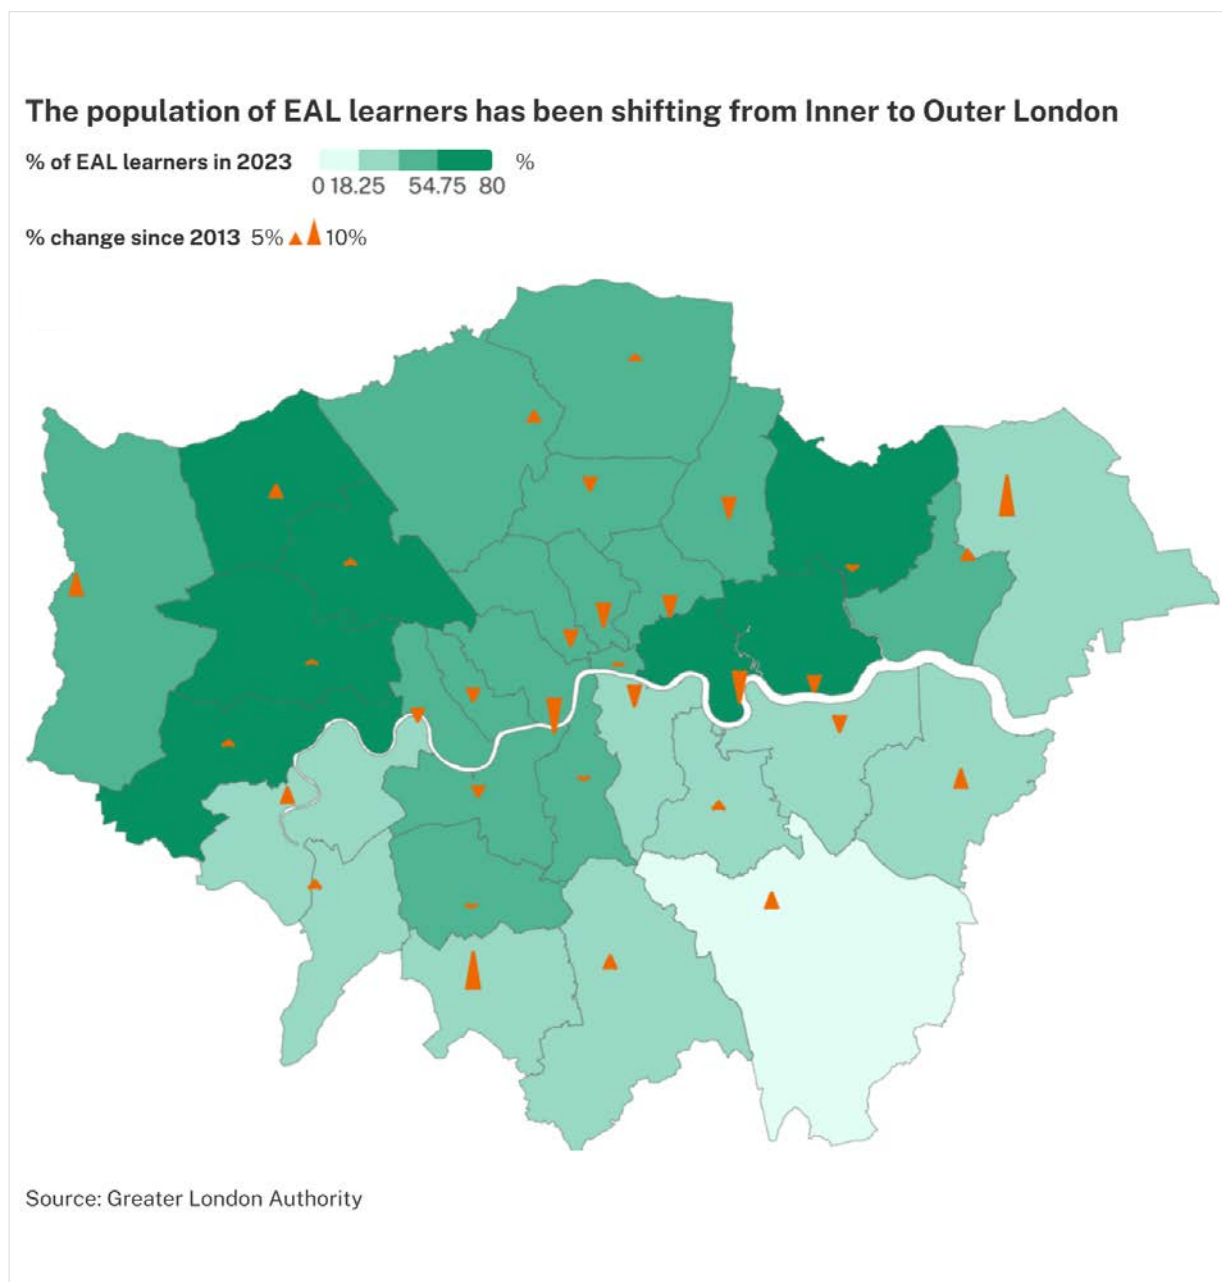 The population of EAL learners has been shifting from Inner to Outer London
% of EAL learners in 2023 %
0 18.25 54.75 80
% change since 2013 5% 10%
Source: Greater London Authority